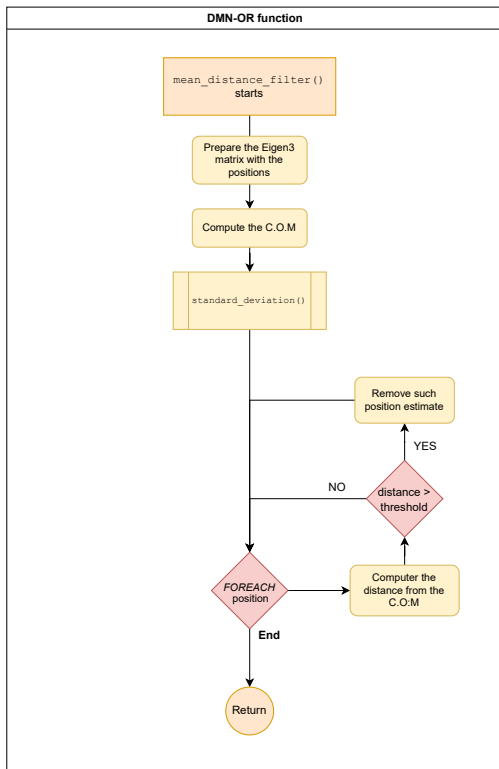 DMN-OR function
mean_distance_filter()
starts
Prepare the Eigen3
matrix with the
positions
Compute the C.O.M
standard_deviation()
Remove such
position estimate
YES
NO
distance >
threshold
FOREACH
position
Computer the
distance from the
C.O:M
End
Return